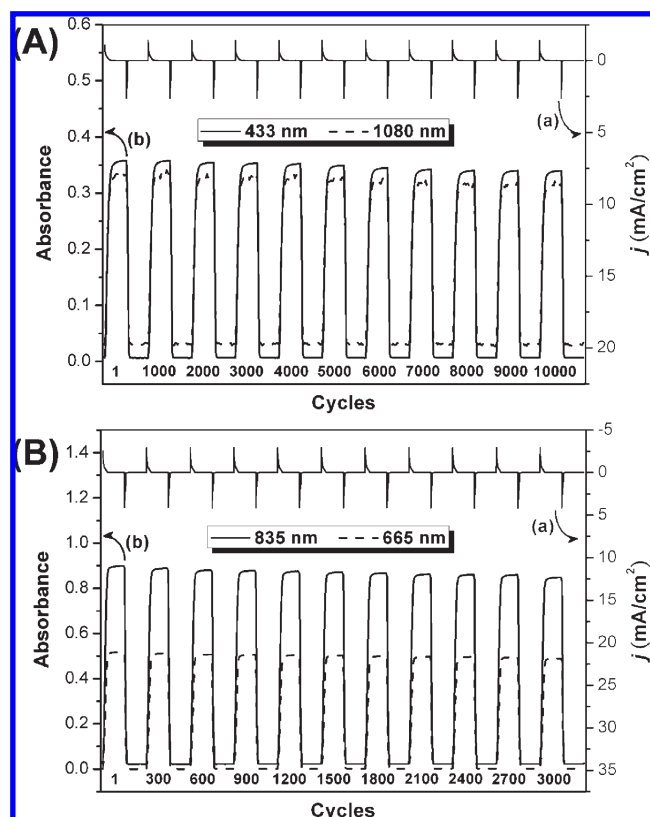 (A)
0.6
0.5
0.4
0.3
0.2
0.1
0.0
Absorbance
(b)
433 nm 1080 nm
(a)
0
5
10
15
20
j (mA/cm²)
1 1000 2000 3000 4000 5000 6000 7000 8000 9000 10000
Cycles
(B)
1.4
1.2
1.0
0.8
0.6
0.4
0.2
0.0
Absorbance
(b)
835 nm 665 nm
(a)
-5
0
5
10
15
20
25
30
35
j (mA/cm²)
1 300 600 900 1200 1500 1800 2100 2400 2700 3000
Cycles